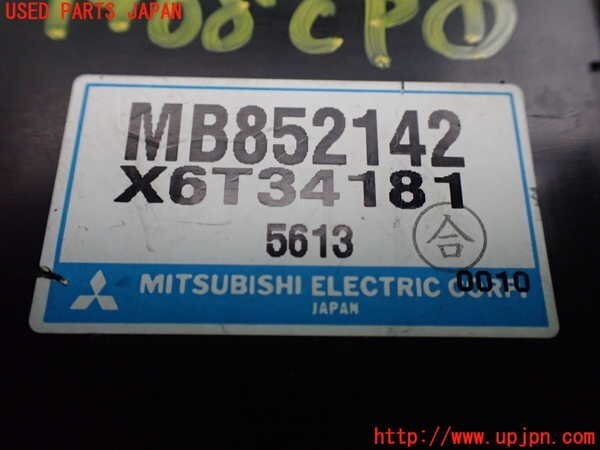 USED PARTS JAPAN
MB852142
X6T34181
5613
合
0010
MITSUBISHI ELECTRIC CORP.
JAPAN
http://www.upjpn.com